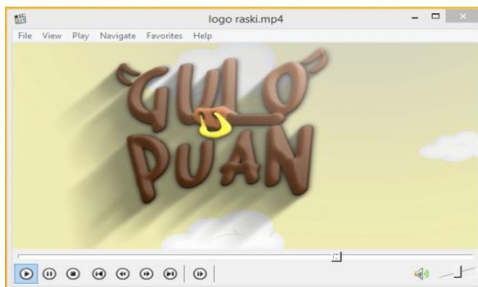 logo raski.mp4
File View Play Navigate Favorites Help
GULO
PUAN